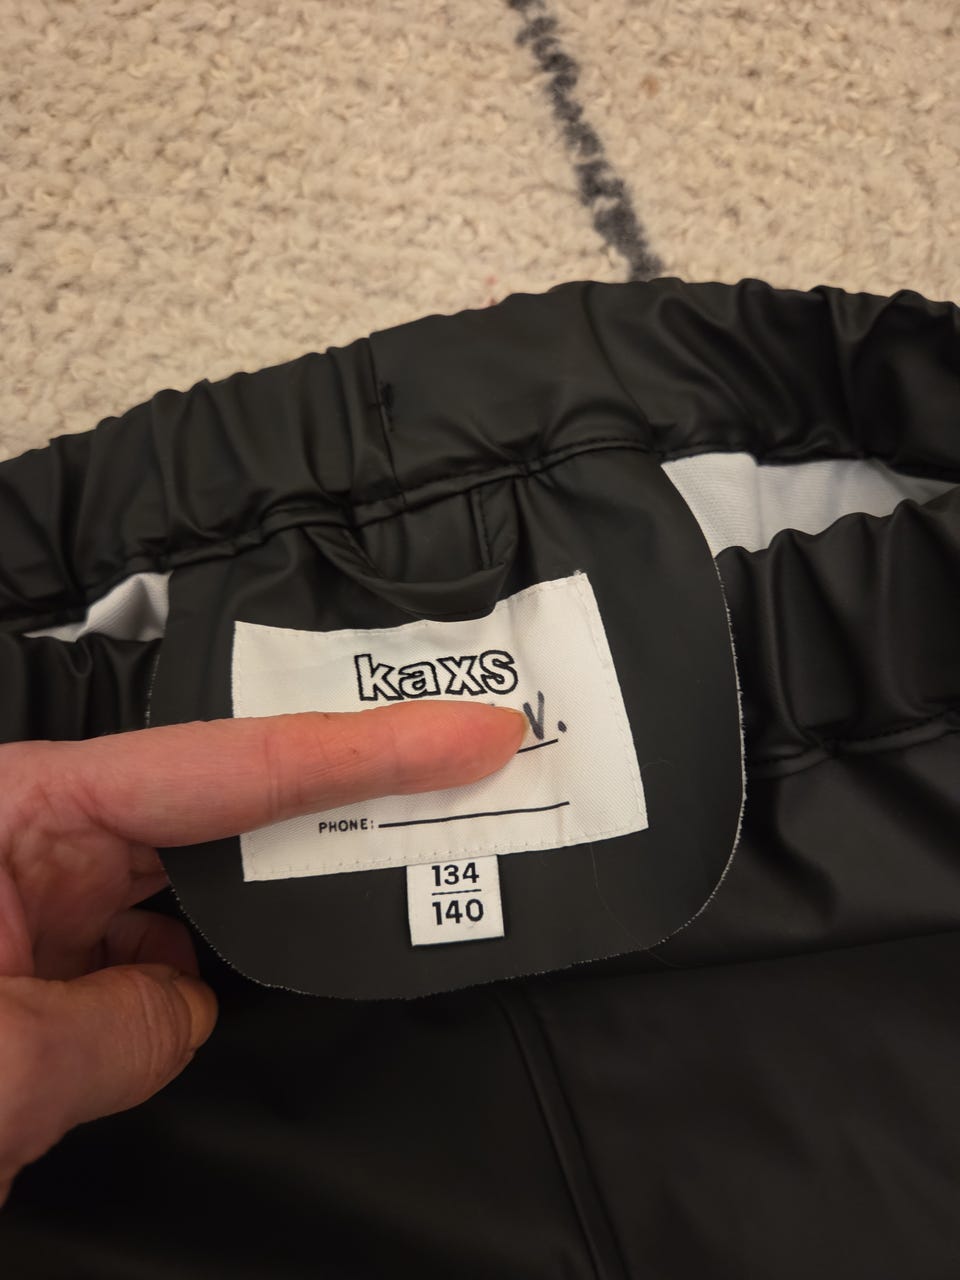 kaxs
V.
PHONE:
134
140